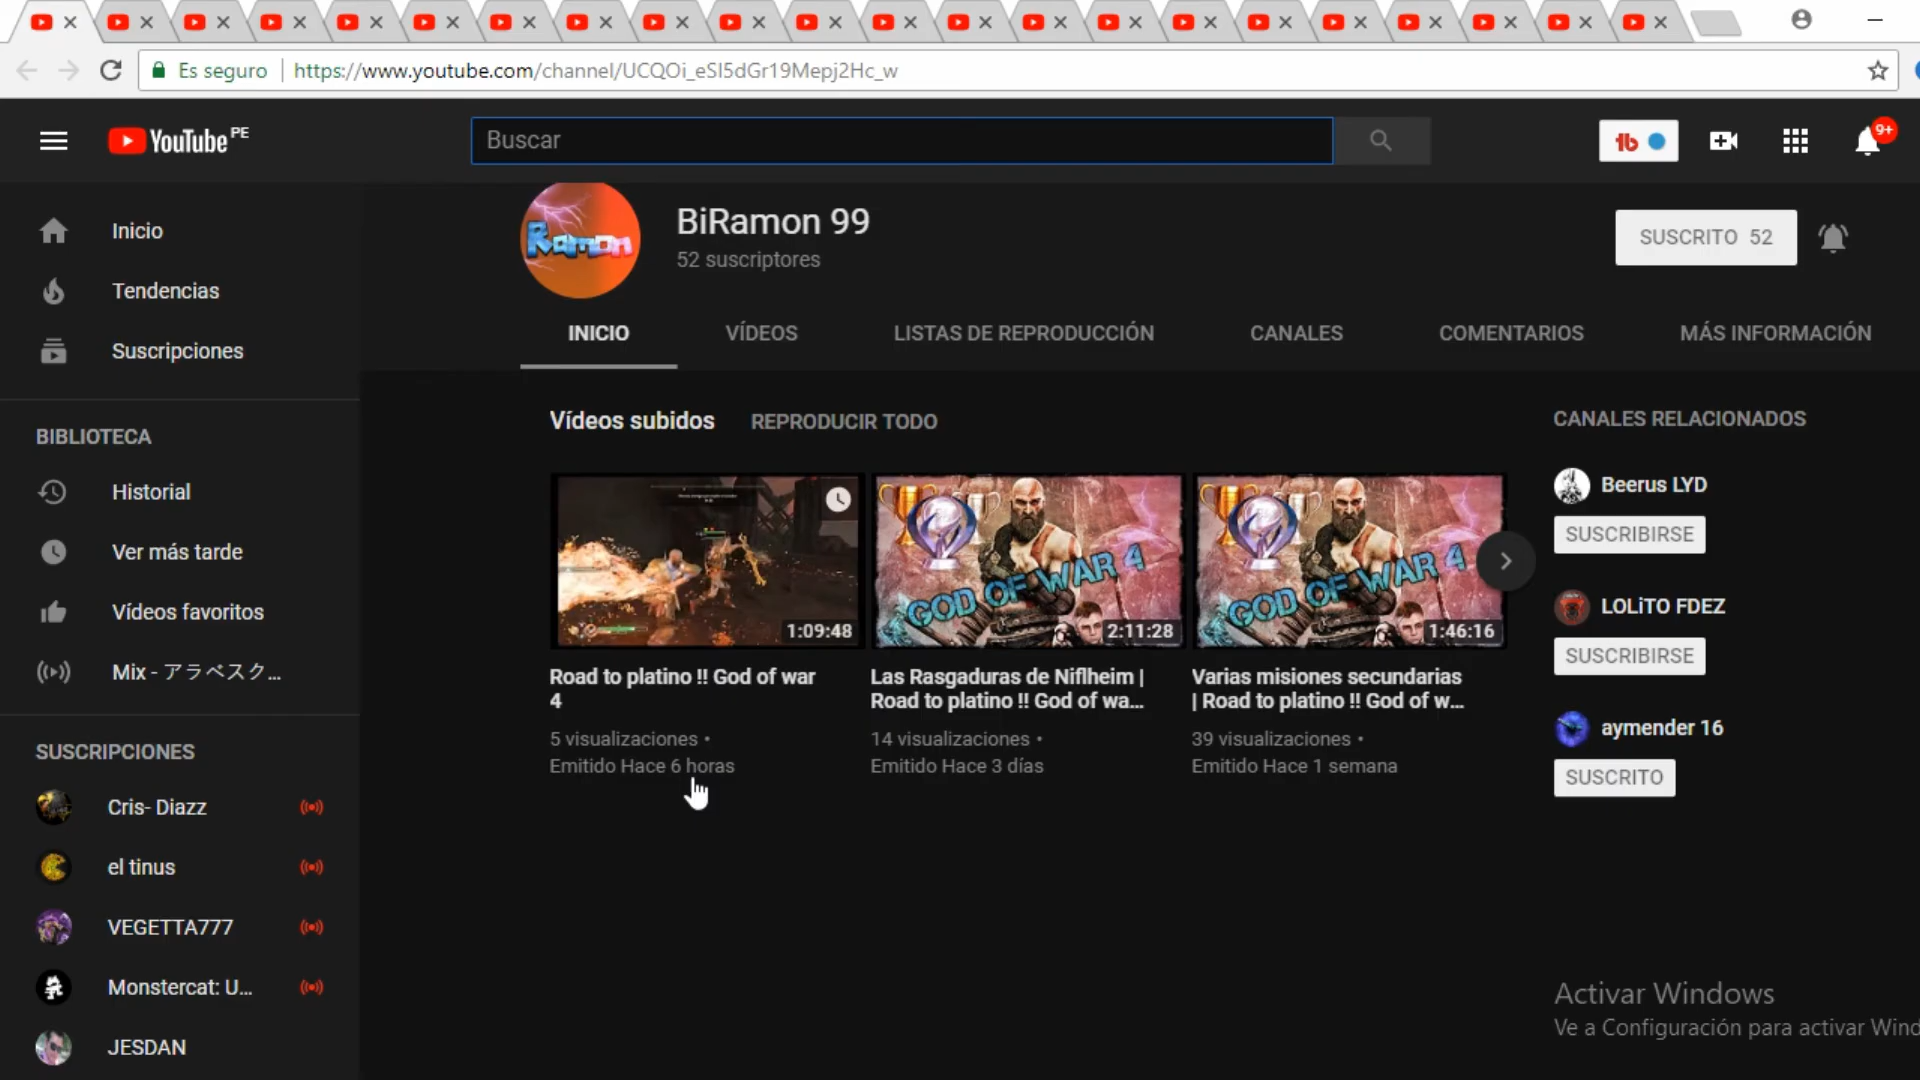 Es seguro
https://www.youtube.com/channel/UCQOi_eSI5dGr19Mepj2Hc_w
YouTube PE
Buscar
9+
Inicio
Tendencias
Suscripciones
BIBLIOTECA
Historial
Ver más tarde
Vídeos favoritos
Mix - アラベスク...
SUSCRIPCIONES
Cris- Diazz
el tinus
VEGETTA777
Monstercat: U...
JESDAN
Ramon
BiRamon 99
52 suscriptores
SUSCRITO 52
INICIO
VÍDEOS
LISTAS DE REPRODUCCIÓN
CANALES
COMENTARIOS
MÁS INFORMACIÓN
Vídeos subidos
REPRODUCIR TODO
1:09:48
Road to platino !! God of war
4
5 visualizaciones •
Emitido Hace 6 horas
GOD OF WAR 4
2:11:28
Las Rasgaduras de Niflheim |
Road to platino !! God of wa...
14 visualizaciones •
Emitido Hace 3 días
GOD OF WAR 4
1:46:16
Varias misiones secundarias
| Road to platino !! God of w...
39 visualizaciones •
Emitido Hace 1 semana
CANALES RELACIONADOS
Beerus LYD
SUSCRIBIRSE
LOLiTO FDEZ
SUSCRIBIRSE
aymender 16
SUSCRITO
Activar Windows
Ve a Configuración para activar Wind